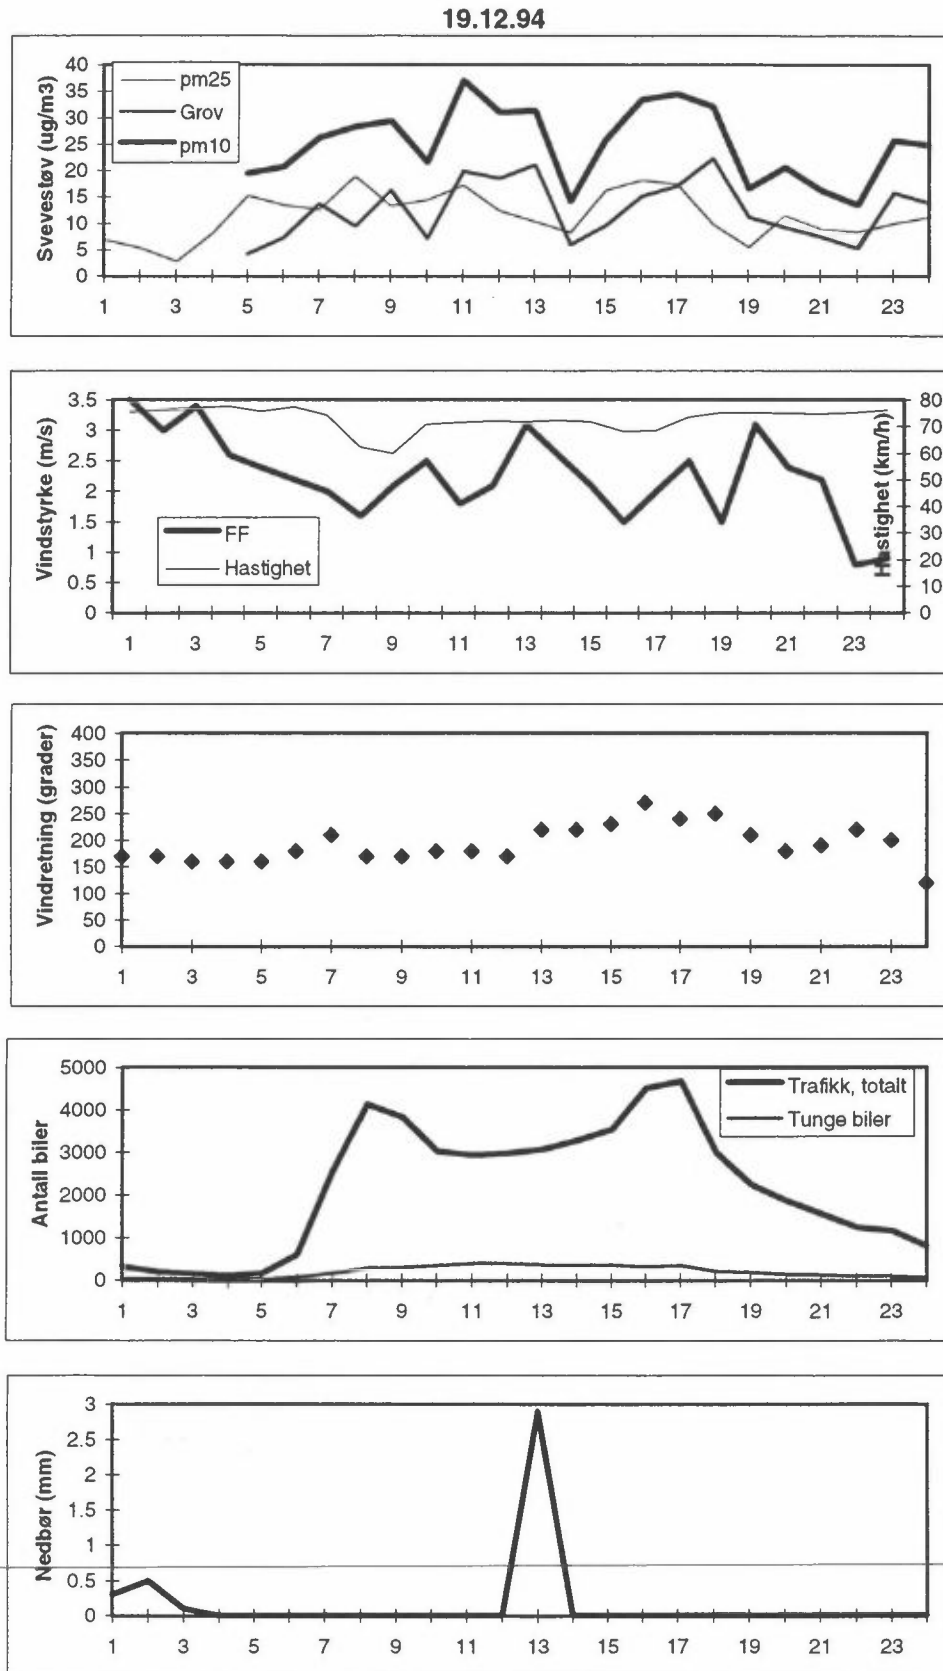 19.12.94
Svevestøv (ug/m3)
40
35
30
25
20
15
10
5
0
pm25
Grov
pm10
1 3 5 7 9 11 13 15 17 19 21 23
Vindstyrke (m/s)
3.5
3
2.5
2
1.5
1
0.5
0
FF
Hastighet
80
70
60
50
40
30
20
10
0
Hastighet (km/h)
1 3 5 7 9 11 13 15 17 19 21 23
Vindretning (grader)
400
350
300
250
200
150
100
50
0
1 3 5 7 9 11 13 15 17 19 21 23
Antall biler
5000
4000
3000
2000
1000
0
Trafikk, totalt
Tunge biler
1 3 5 7 9 11 13 15 17 19 21 23
Nedbør (mm)
3
2.5
2
1.5
1
0.5
0
1 3 5 7 9 11 13 15 17 19 21 23